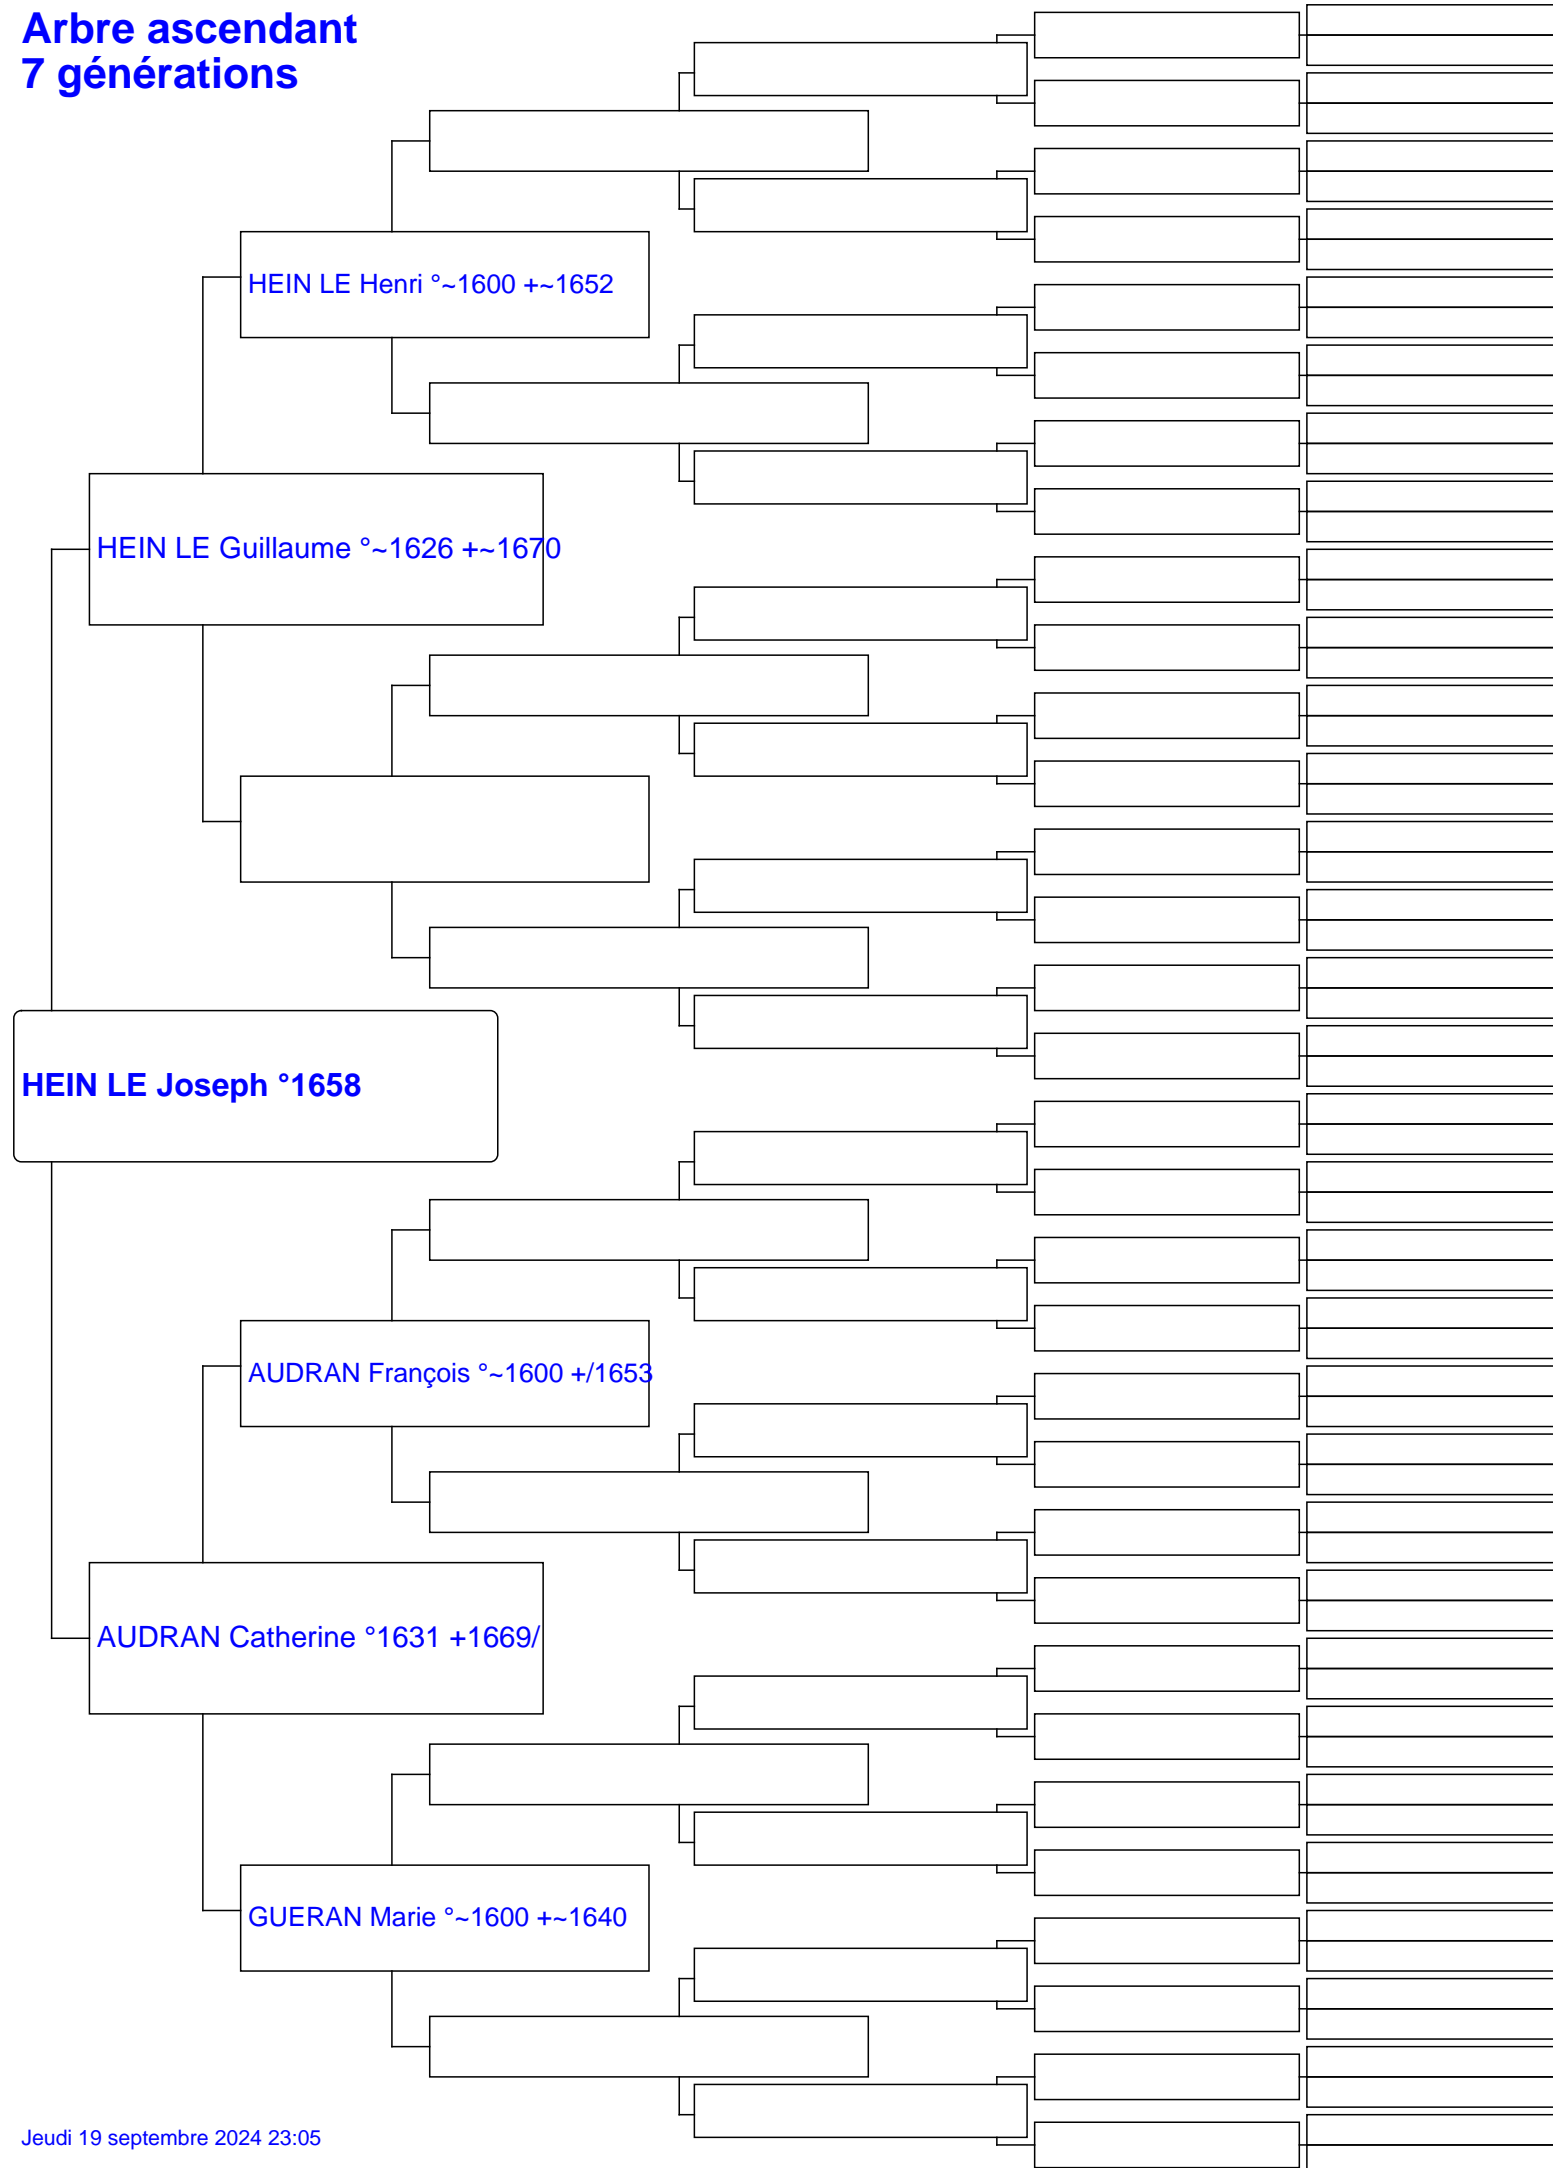 Arbre ascendant
7 générations
HEIN LE Henri °~1600 +~1652
HEIN LE Guillaume °~1626 +~1670
HEIN LE Joseph °1658
AUDRAN François °~1600 +/1653
AUDRAN Catherine °1631 +1669/
GUERAN Marie °~1600 +~1640
Jeudi 19 septembre 2024 23:05